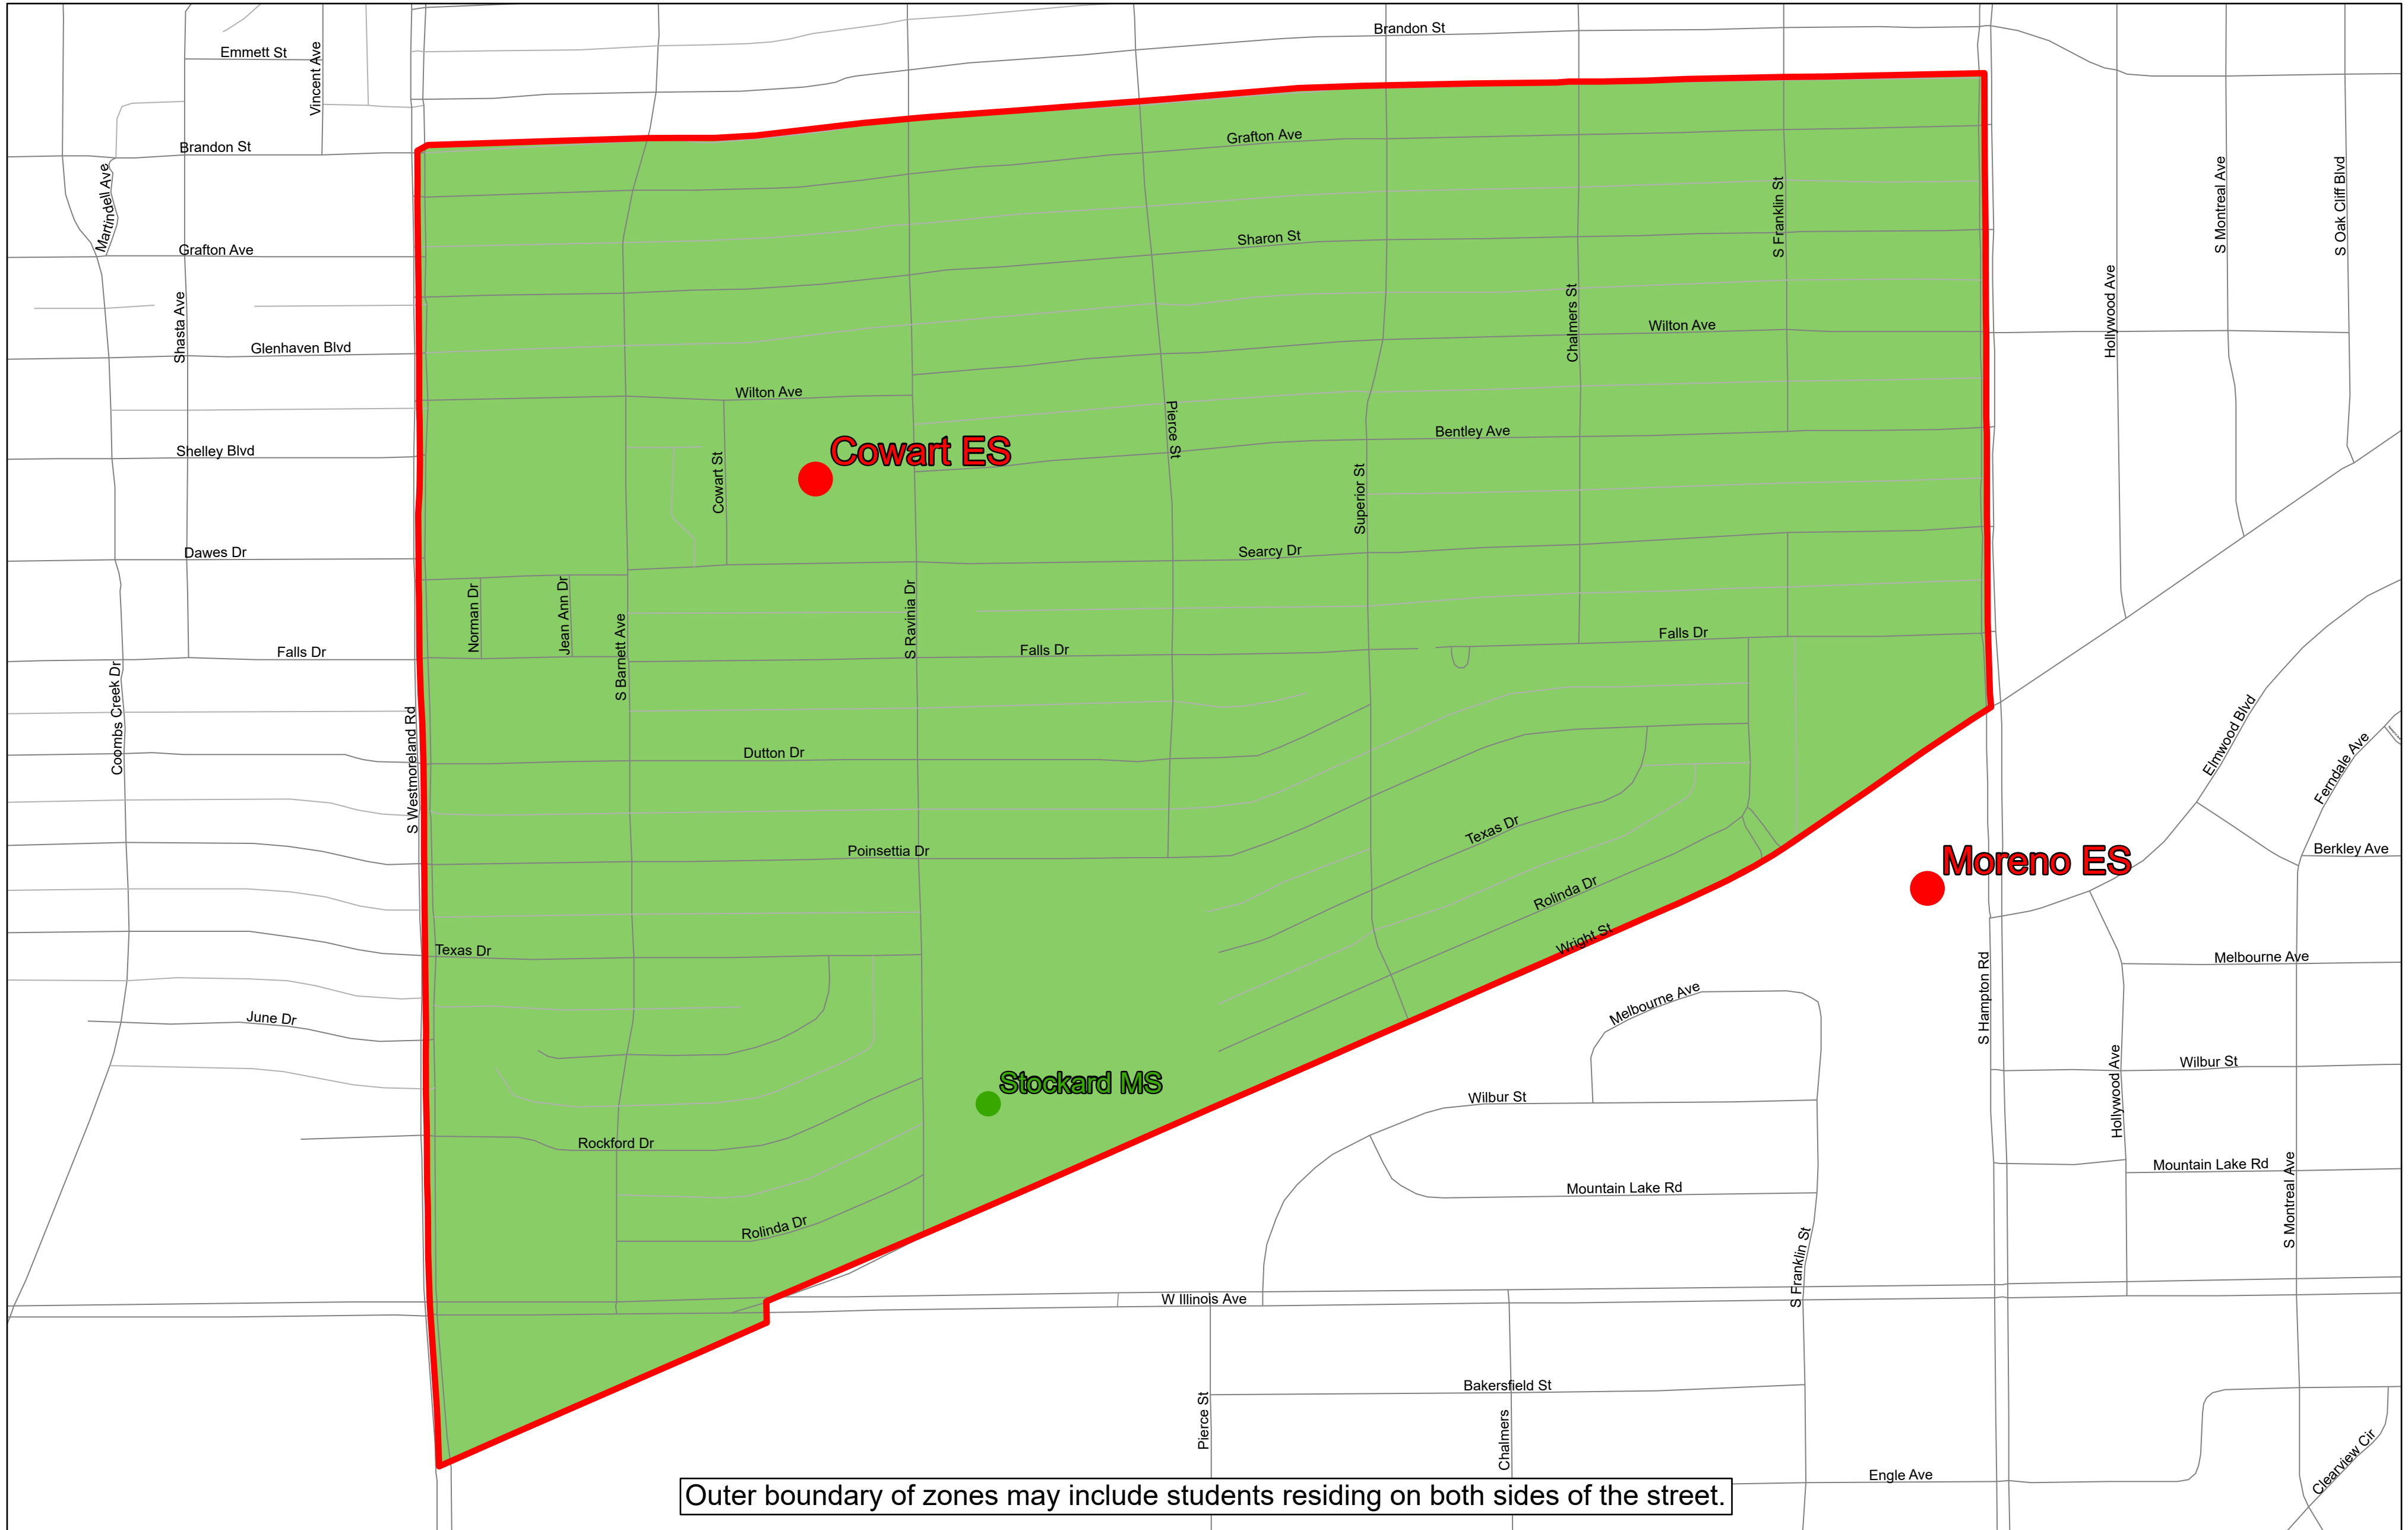 Brandon St
Emmett St
Vincent Ave
Brandon St
Grafton Ave
Martindell Ave
S Franklin St
S Montreal Ave
S Oak Cliff Blvd
Grafton Ave
Sharon St
Shasta Ave
Chalmers St
Hollywood Ave
Wilton Ave
Glenhaven Blvd
Wilton Ave
Pierce St
Bentley Ave
Shelley Blvd
Cowart ES
Cowart St
Superior St
Dawes Dr
Searcy Dr
Norman Dr
Jean Ann Dr
S Barnett Ave
S Ravinia Dr
Falls Dr
Falls Dr
Falls Dr
Coombs Creek Dr
S Westmoreland Rd
Dutton Dr
Elmwood Blvd
Ferndale Ave
Texas Dr
Poinsettia Dr
Moreno ES
Berkley Ave
Rolinda Dr
Wright St
Texas Dr
Melbourne Ave
S Hampton Rd
Melbourne Ave
June Dr
Hollywood Ave
Wilbur St
Stockard MS
Wilbur St
Rockford Dr
Mountain Lake Rd
Mountain Lake Rd
S Montreal Ave
Rolinda Dr
S Franklin St
W Illinois Ave
Bakersfield St
Pierce St
Chalmers
Engle Ave
Clearview Cir
Outer boundary of zones may include students residing on both sides of the street.